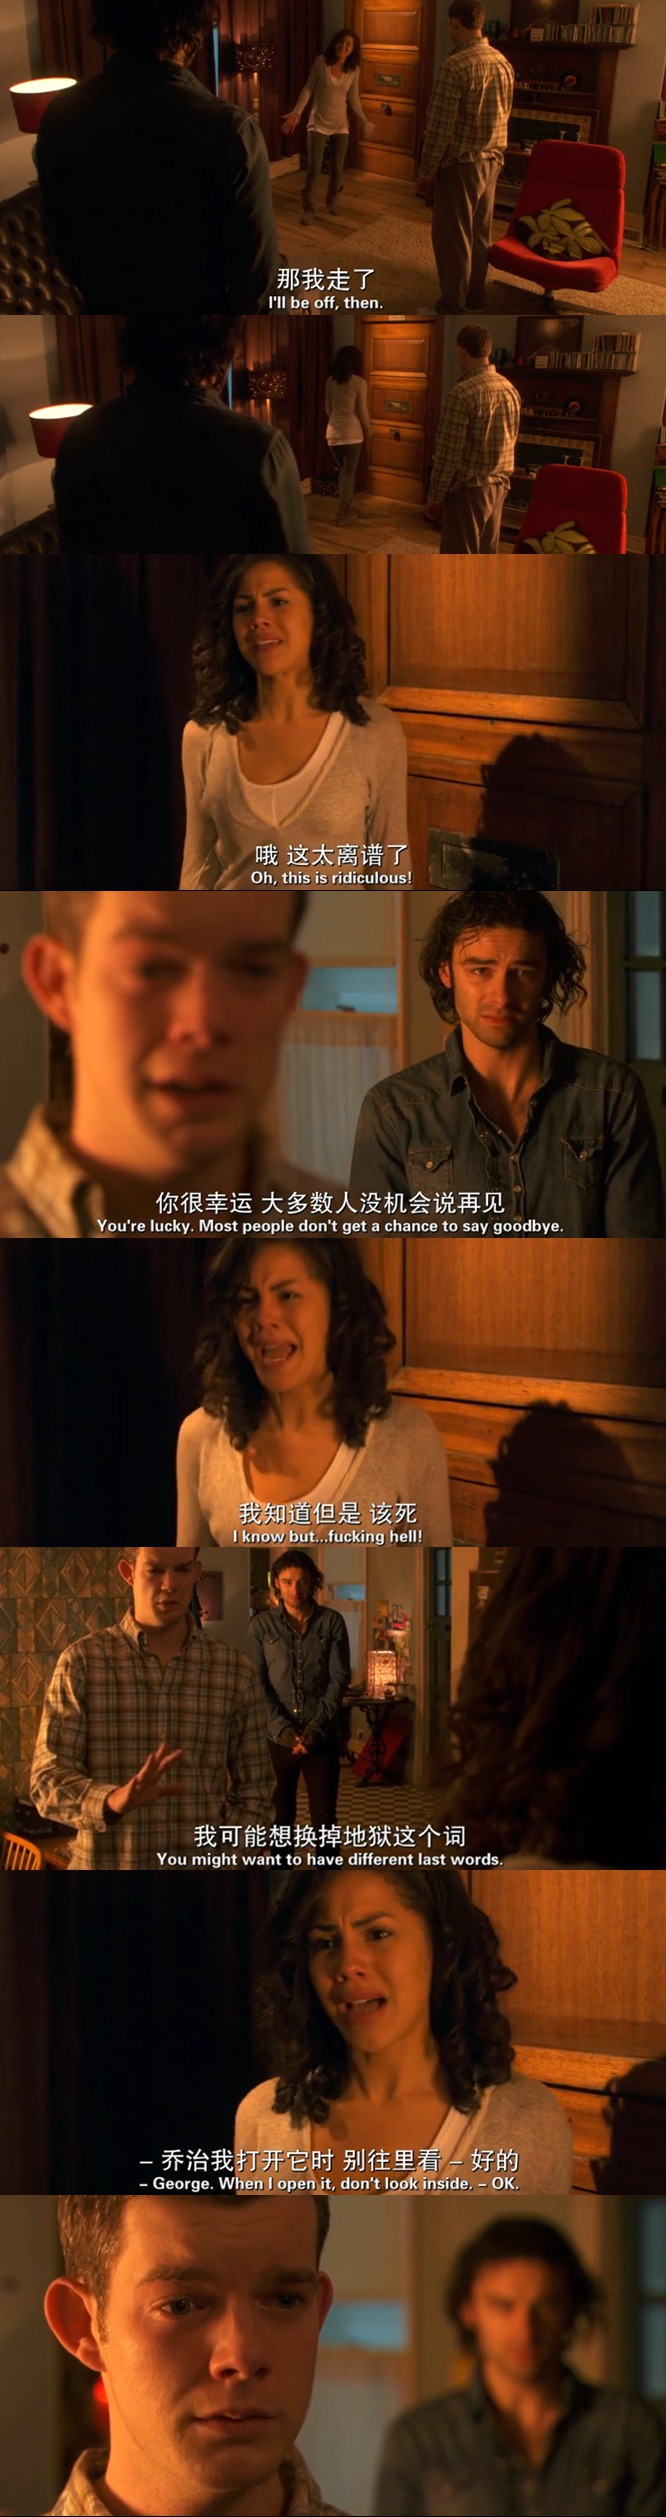 那我走了
I'll be off, then.
哦 这太离谱了
Oh, this is ridiculous!
你很幸运 大多数人没机会说再见
You're lucky. Most people don't get a chance to say goodbye.
我知道但是 该死
I know but...fucking hell!
我可能想换掉地狱这个词
You might want to have different last words.
– 乔治我打开它时 别往里看 – 好的
– George. When I open it, don't look inside. – OK.